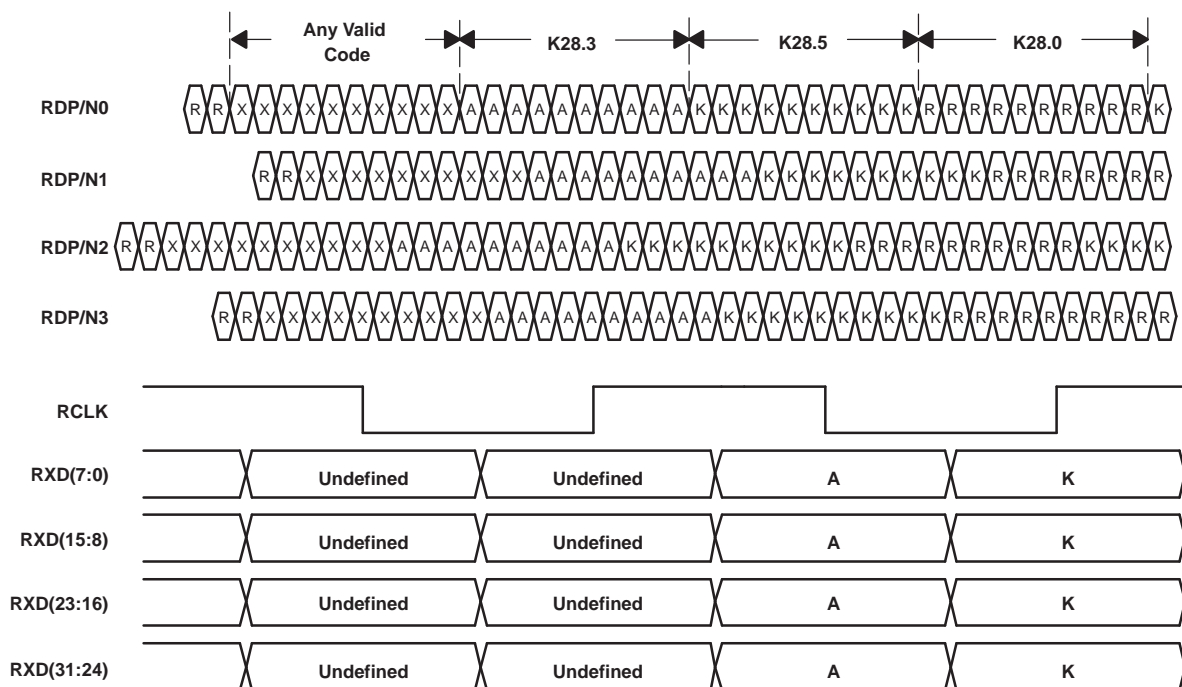 Any Valid Code K28.3 K28.5 K28.0
RDP/N0 R R X X X X X X X X X X A A A A A A A A A A K K K K K K K K K K R R R R R R R R R R K
RDP/N1 R R X X X X X X X X X X A A A A A A A A A A K K K K K K K K K K R R R R R R R R
RDP/N2 R R X X X X X X X X X X A A A A A A A A A A K K K K K K K K K K R R R R R R R R R R K K K K
RDP/N3 R R X X X X X X X X X X A A A A A A A A A A K K K K K K K K K K R R R R R R R R R R
RCLK
RXD(7:0) Undefined Undefined A K
RXD(15:8) Undefined Undefined A K
RXD(23:16) Undefined Undefined A K
RXD(31:24) Undefined Undefined A K